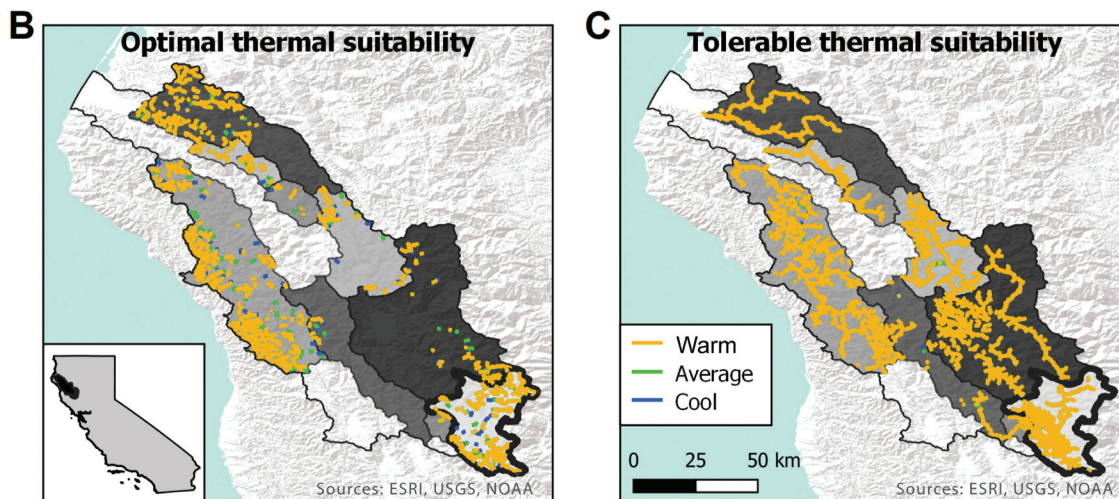 B
Optimal thermal suitability
Sources: ESRI, USGS, NOAA
C
Tolerable thermal suitability
Warm
Average
Cool
0 25 50 km
Sources: ESRI, USGS, NOAA